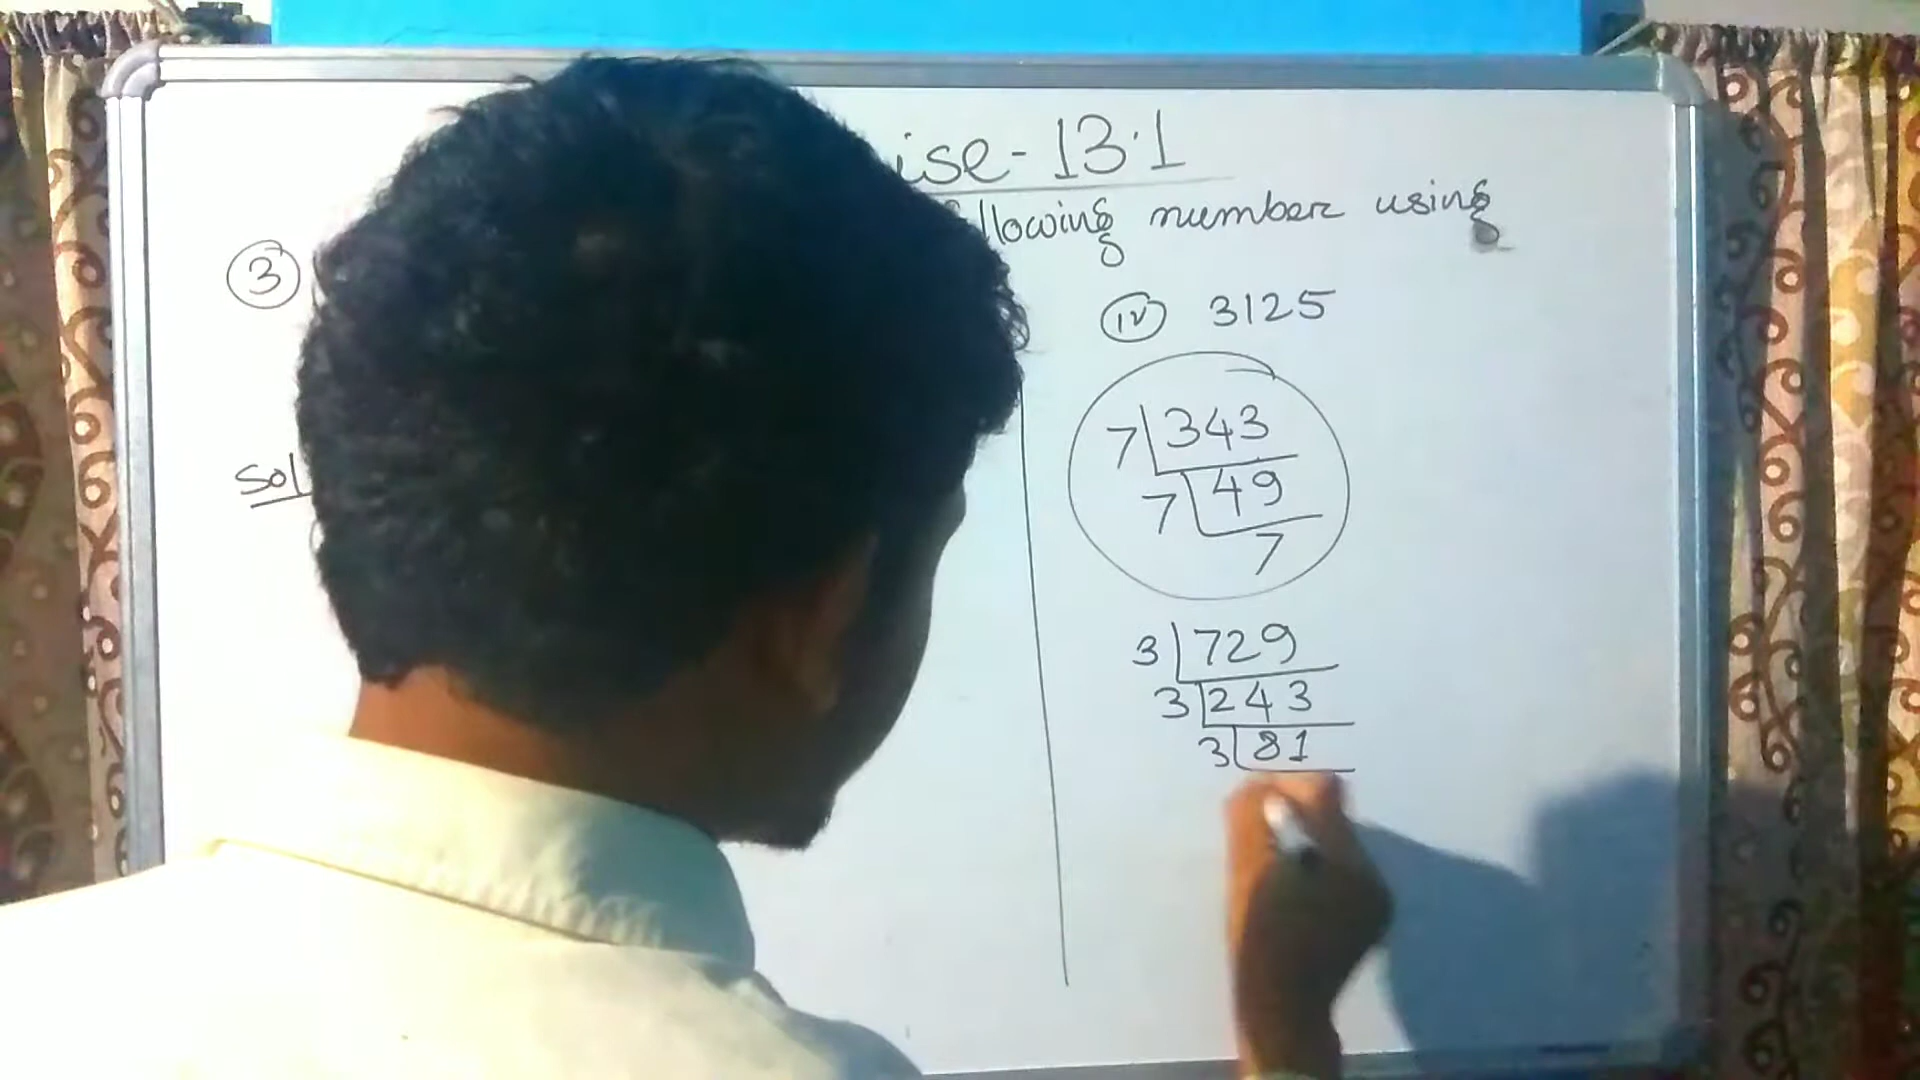 ise - 13.1
llowing number using
3
iv 3125
7 343
Sol
7 49
7
3 729
3 243
3 81